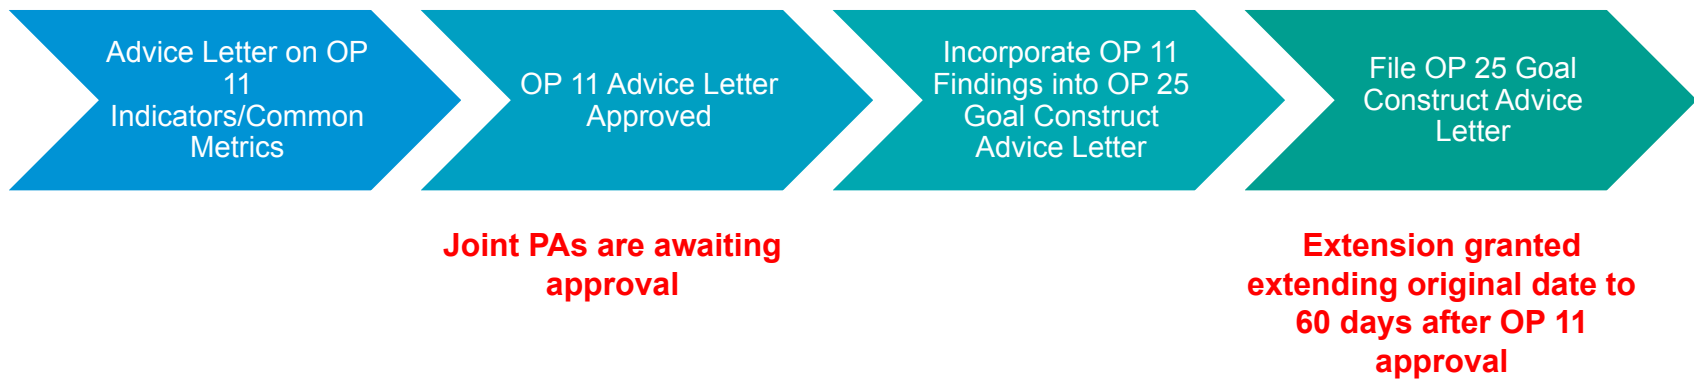 Advice Letter on OP
11
Indicators/Common
Metrics
OP 11 Advice Letter
Approved
Incorporate OP 11
Findings into OP 25
Goal Construct
Advice Letter
File OP 25 Goal
Construct Advice
Letter
Joint PAs are awaiting
approval
Extension granted
extending original date to
60 days after OP 11
approval